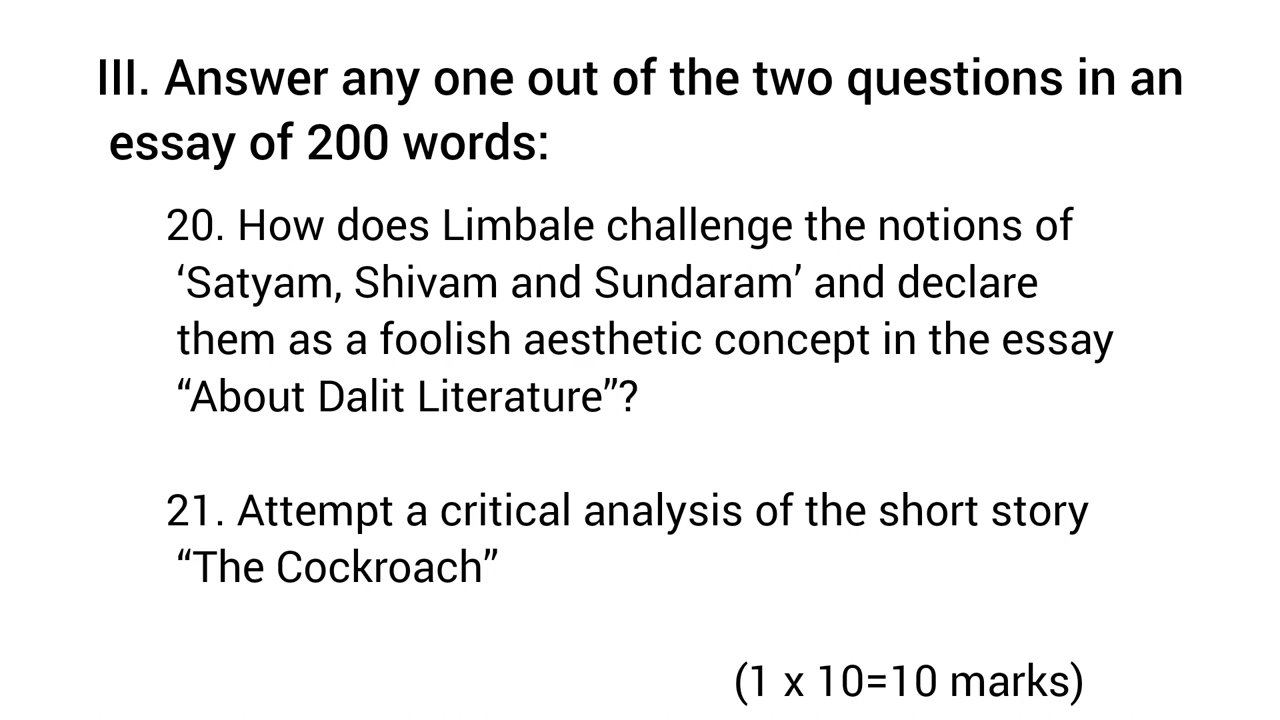 III. Answer any one out of the two questions in an
essay of 200 words:
20. How does Limbale challenge the notions of
‘Satyam, Shivam and Sundaram’ and declare
them as a foolish aesthetic concept in the essay
“About Dalit Literature”?
21. Attempt a critical analysis of the short story
“The Cockroach”
(1 x 10=10 marks)